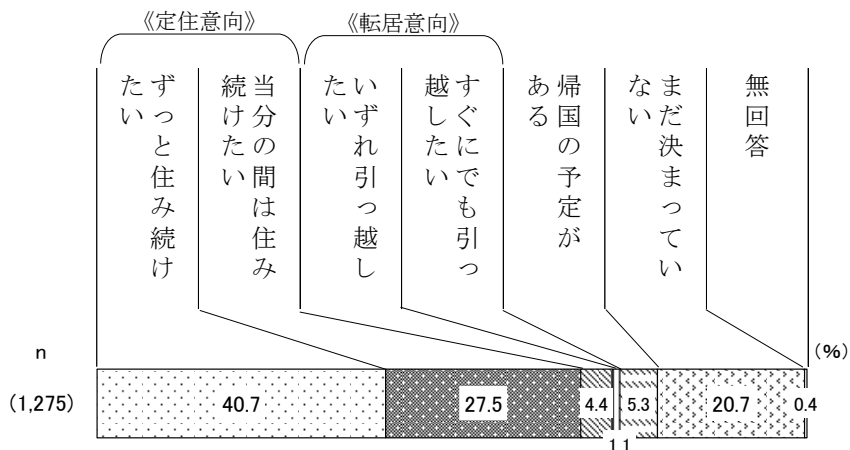 《定住意向》
《転居意向》
ずっと住み続け
たい
当分の間は住み
続けたい
いずれ引っ越し
たい
すぐにでも引っ
越したい
帰国の予定が
ある
まだ決まってい
ない
無回答
n
(%)
(1,275)
40.7
27.5
4.4
1.1
5.3
20.7
0.4